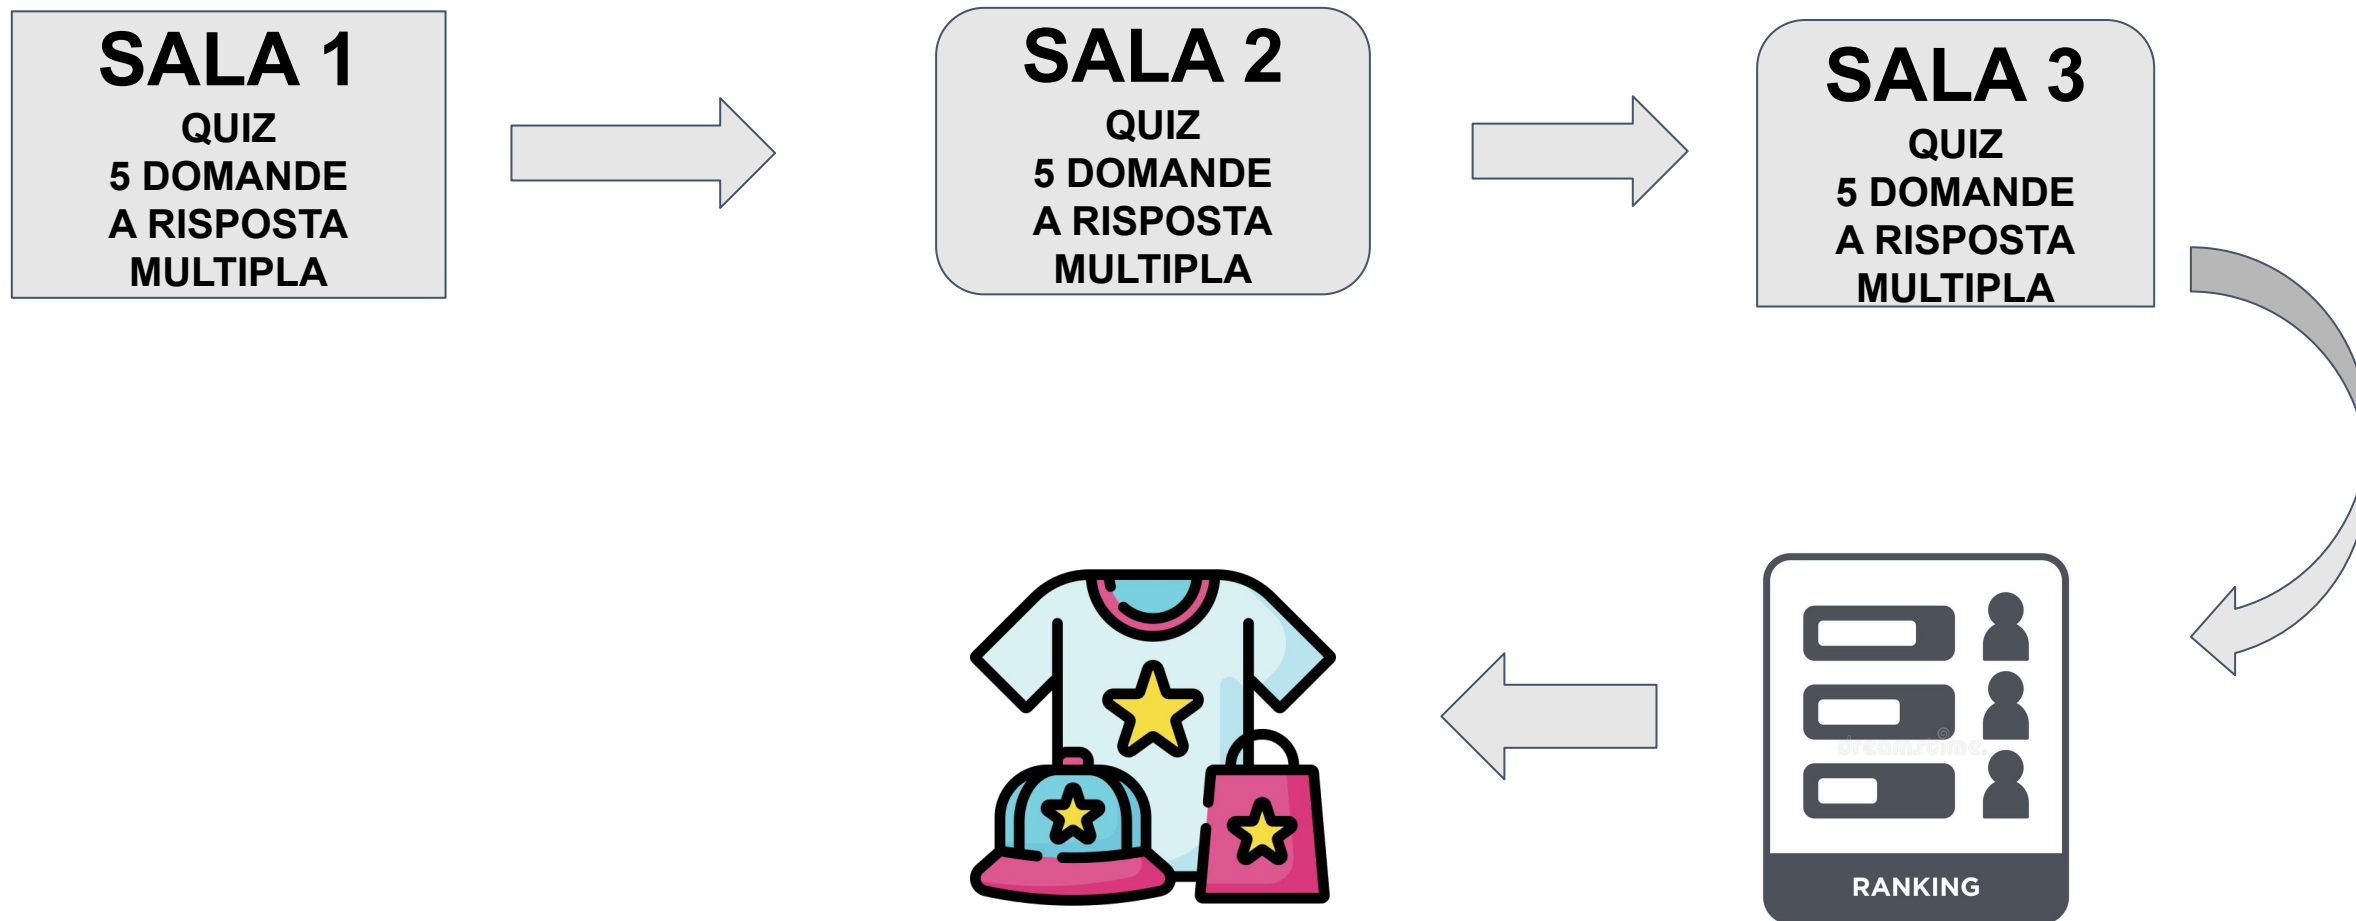 SALA 1
QUIZ
5 DOMANDE
A RISPOSTA
MULTIPLA
SALA 2
QUIZ
5 DOMANDE
A RISPOSTA
MULTIPLA
SALA 3
QUIZ
5 DOMANDE
A RISPOSTA
MULTIPLA
dreamstime.
RANKING